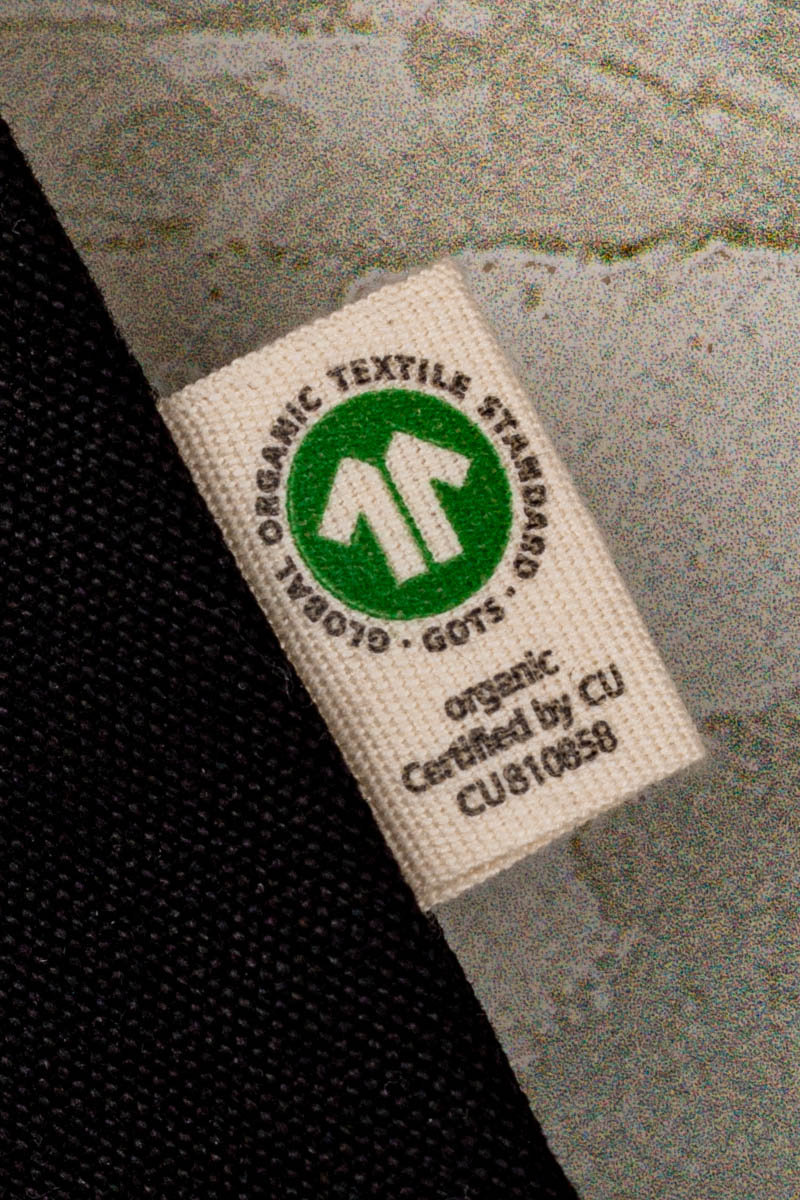 GLOBAL ORGANIC TEXTILE STANDARD · GOTS ·
organic
Certified by CU
CU810858